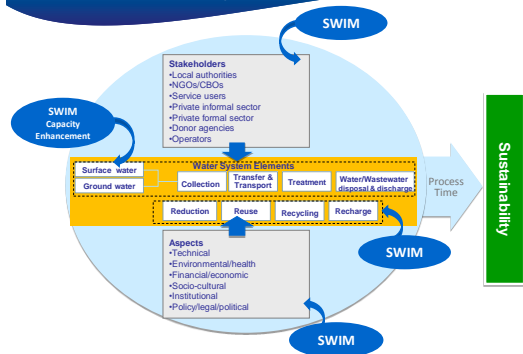 SWIM
Stakeholders
•Local authorities
•NGOs/CBOs
•Service users
•Private informal sector
•Private formal sector
•Donor agencies
•Operators
SWIM
Capacity
Enhancement
Water System Elements
Surface water
Ground water
Collection
Transfer &
Transport
Treatment
Water/Wastewater
disposal & discharge
Process
Time
Sustainability
Reduction
Reuse
Recycling
Recharge
SWIM
Aspects
•Technical
•Environmental/health
•Financial/economic
•Socio-cultural
•Institutional
•Policy/legal/political
SWIM